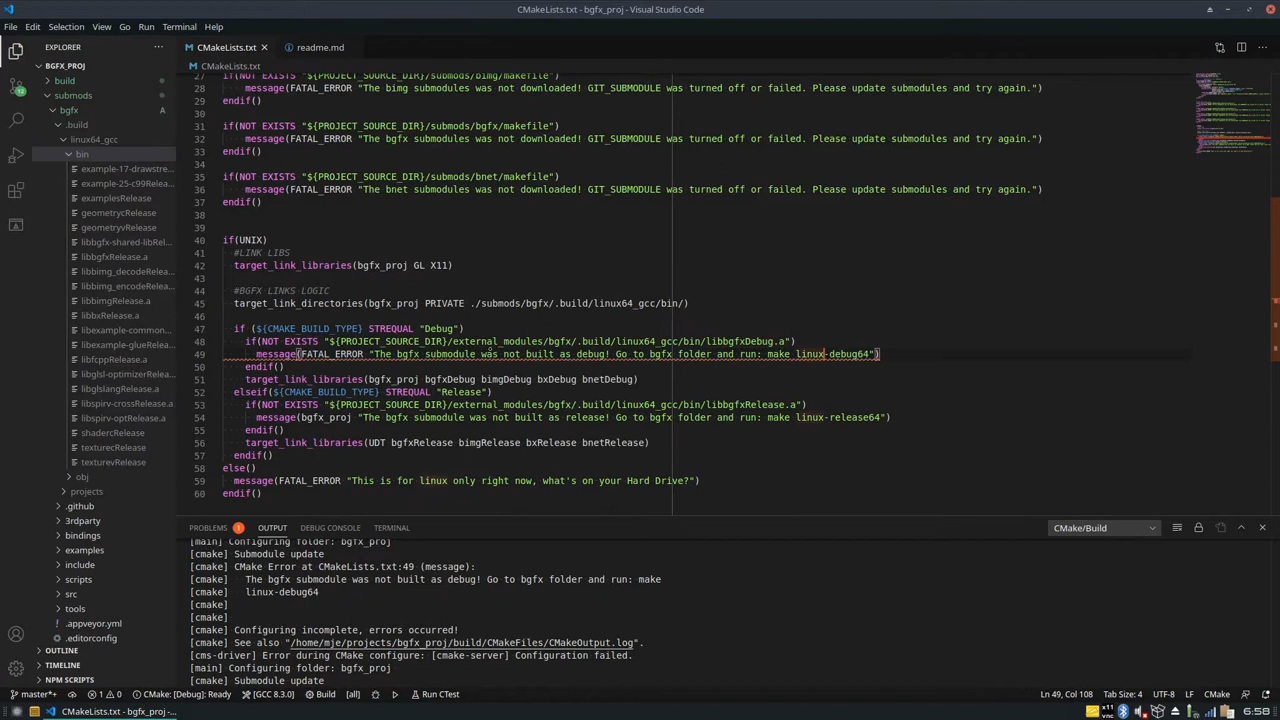 CMakeLists.txt - bgfx_proj - Visual Studio Code
File Edit Selection View Go Run Terminal Help
EXPLORER
BGFX_PROJ
build
submods
bgfx A
.build
linux64_gcc
bin
example-17-drawstre...
example-25-c99Relea...
examplesRelease
geometrycRelease
geometryvRelease
libbgfx-shared-libRel...
libbgfxRelease.a
libbimg_decodeRelea...
libbimg_encodeRelea...
libbimgRelease.a
libbxRelease.a
libexample-common...
libfcppRelease.a
libglsl-optimizerRelea...
libglslangRelease.a
libspirv-crossRelease.a
libspirv-optRelease.a
shadercRelease
texturecRelease
texturevRelease
obj
projects
.github
3rdparty
bindings
examples
include
scripts
src
tools
.appveyor.yml
.editorconfig
OUTLINE
TIMELINE
NPM SCRIPTS
CMakeLists.txt readme.md
CMakeLists.txt
27 if(NOT EXISTS "${PROJECT_SOURCE_DIR}/submods/bimg/makefile")
28 message(FATAL_ERROR "The bimg submodules was not downloaded! GIT_SUBMODULE was turned off or failed. Please update submodules and try again.")
29 endif()
30
31 if(NOT EXISTS "${PROJECT_SOURCE_DIR}/submods/bgfx/makefile")
32 message(FATAL_ERROR "The bgfx submodules was not downloaded! GIT_SUBMODULE was turned off or failed. Please update submodules and try again.")
33 endif()
34
35 if(NOT EXISTS "${PROJECT_SOURCE_DIR}/submods/bnet/makefile")
36 message(FATAL_ERROR "The bnet submodules was not downloaded! GIT_SUBMODULE was turned off or failed. Please update submodules and try again.")
37 endif()
38
39
40 if(UNIX)
41 #LINK LIBS
42 target_link_libraries(bgfx_proj GL X11)
43
44 #BGFX LINKS LOGIC
45 target_link_directories(bgfx_proj PRIVATE ./submods/bgfx/.build/linux64_gcc/bin/)
46
47 if (${CMAKE_BUILD_TYPE} STREQUAL "Debug")
48 if(NOT EXISTS "${PROJECT_SOURCE_DIR}/external_modules/bgfx/.build/linux64_gcc/bin/libbgfxDebug.a")
49 message(FATAL_ERROR "The bgfx submodule was not built as debug! Go to bgfx folder and run: make linux-debug64")
50 endif()
51 target_link_libraries(bgfx_proj bgfxDebug bimgDebug bxDebug bnetDebug)
52 elseif(${CMAKE_BUILD_TYPE} STREQUAL "Release")
53 if(NOT EXISTS "${PROJECT_SOURCE_DIR}/external_modules/bgfx/.build/linux64_gcc/bin/libbgfxRelease.a")
54 message(bgfx_proj "The bgfx submodule was not built as release! Go to bgfx folder and run: make linux-release64")
55 endif()
56 target_link_libraries(UDT bgfxRelease bimgRelease bxRelease bnetRelease)
57 endif()
58 else()
59 message(FATAL_ERROR "This is for linux only right now, what's on your Hard Drive?")
60 endif()
PROBLEMS 1 OUTPUT DEBUG CONSOLE TERMINAL CMake/Build
[main] Configuring folder: bgfx_proj
[cmake] Submodule update
[cmake] CMake Error at CMakeLists.txt:49 (message):
[cmake] The bgfx submodule was not built as debug! Go to bgfx folder and run: make
[cmake] linux-debug64
[cmake]
[cmake]
[cmake] Configuring incomplete, errors occurred!
[cmake] See also "/home/mje/projects/bgfx_proj/build/CMakeFiles/CMakeOutput.log".
[cms-driver] Error during CMake configure: [cmake-server] Configuration failed.
[main] Configuring folder: bgfx_proj
[cmake] Submodule update
12
master*+ 1 0 CMake: [Debug]: Ready [GCC 8.3.0] Build [all] Run CTest Ln 49, Col 108 Tab Size: 4 UTF-8 LF CMake
CMakeLists.txt - bgfx_proj -... 6:58